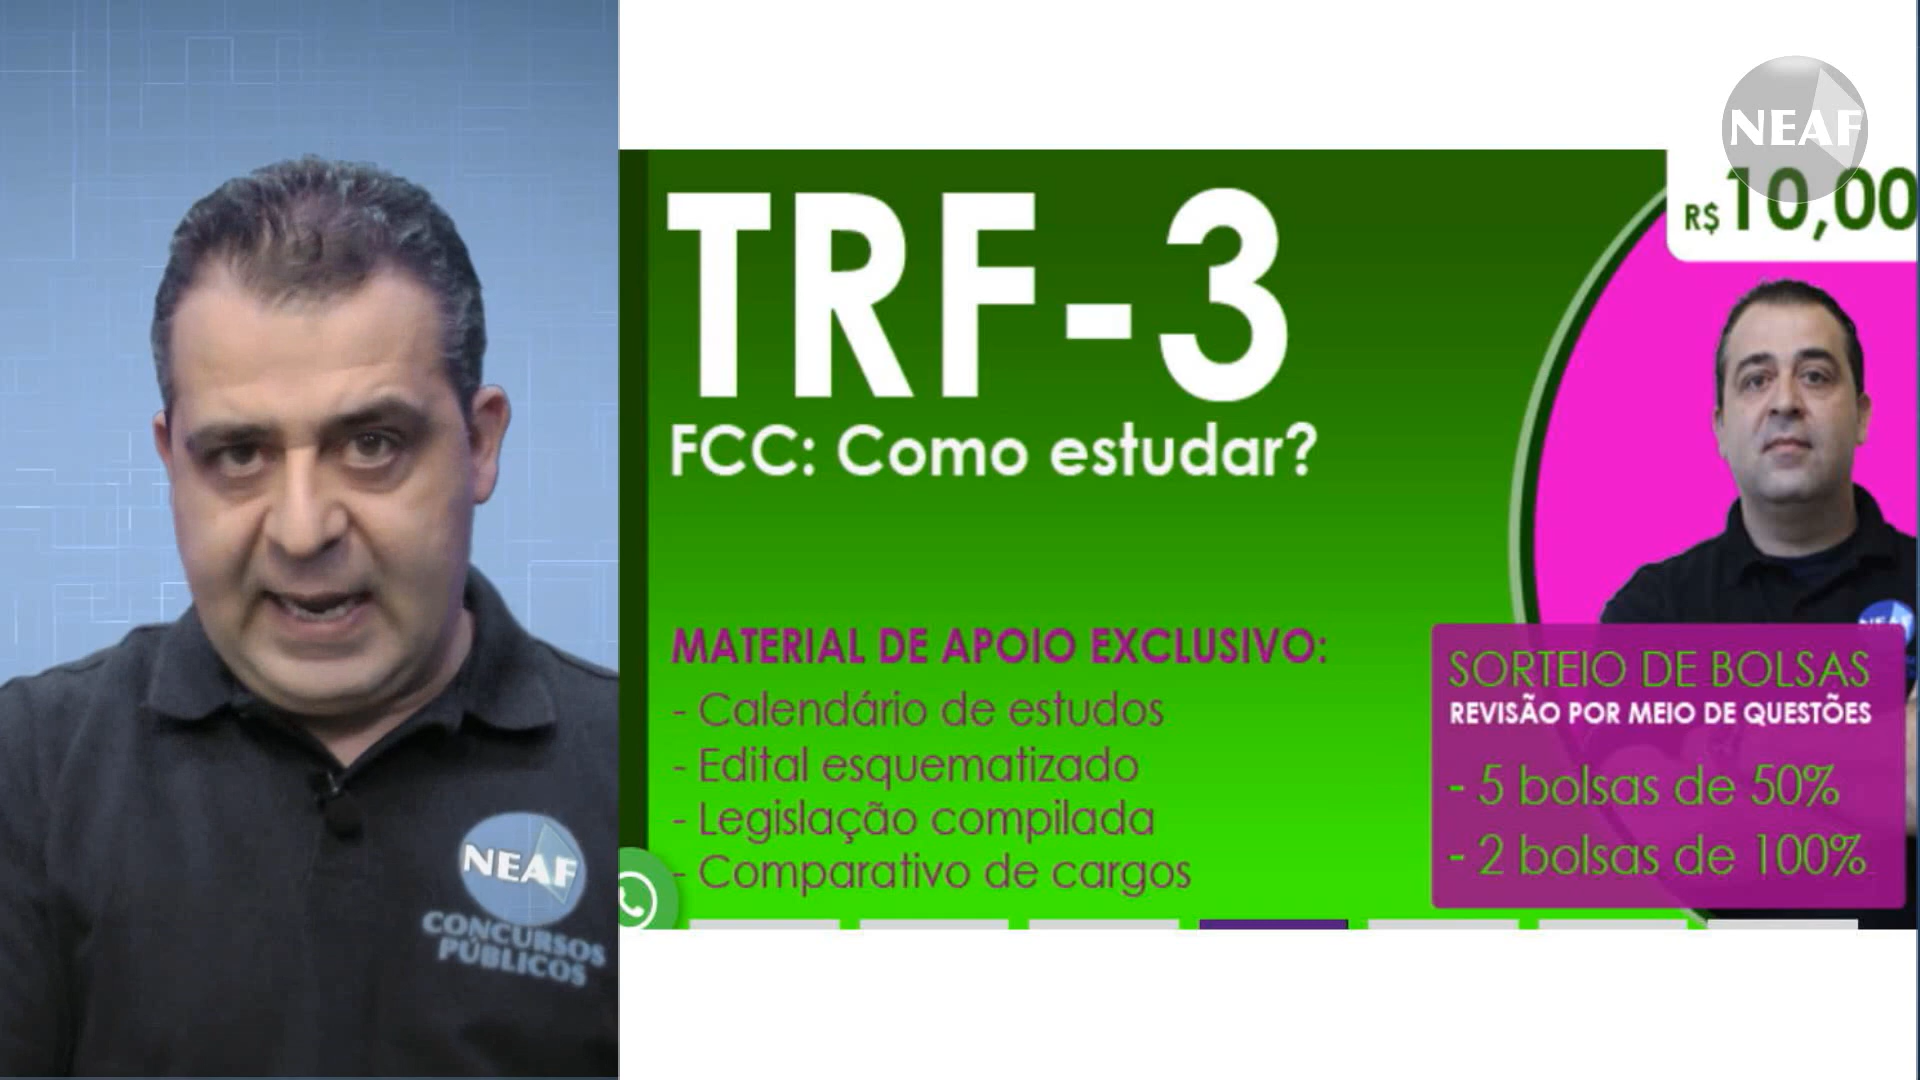 NEAF
CONCURSOS
PÚBLICOS
NEAF
R$ 10,00
TRF-3
FCC: Como estudar?
MATERIAL DE APOIO EXCLUSIVO:
- Calendário de estudos
- Edital esquematizado
- Legislação compilada
- Comparativo de cargos
NEAF
SORTEIO DE BOLSAS
REVISÃO POR MEIO DE QUESTÕES
- 5 bolsas de 50%
- 2 bolsas de 100%